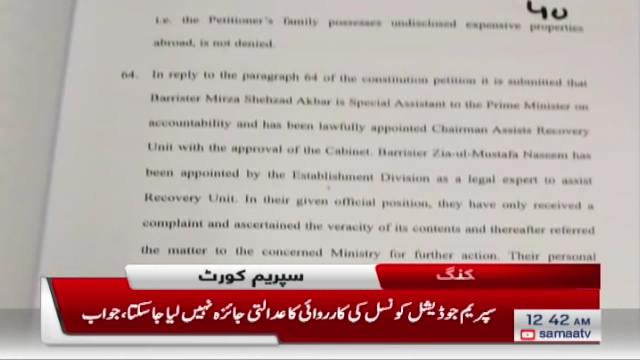 40
i.e. the Petitioner's family possesses undisclosed expensive properties
abroad, is not denied.
64. In reply to the paragraph 64 of the constitution petition it is submitted that
Barrister Mirza Shehzad Akbar is Special Assistant to the Prime Minister on
accountability and has been lawfully appointed Chairman Assists Recovery
Unit with the approval of the Cabinet. Barrister Zia-ul-Mustafa Naseem has
been appointed by the Establishment Division as a legal expert to assist
Recovery Unit. In their given official position, they have only received a
complaint and ascertained the veracity of its contents and thereafter referred
the matter to the concerned Ministry for further action. Their personal
سپریم کورٹ
کنگ
سپریم جوڈیشل کونسل کی کارروائی کا عدالتی جائزہ نہیں لیا جاسکتا، جواب
12:42 AM
samaatv